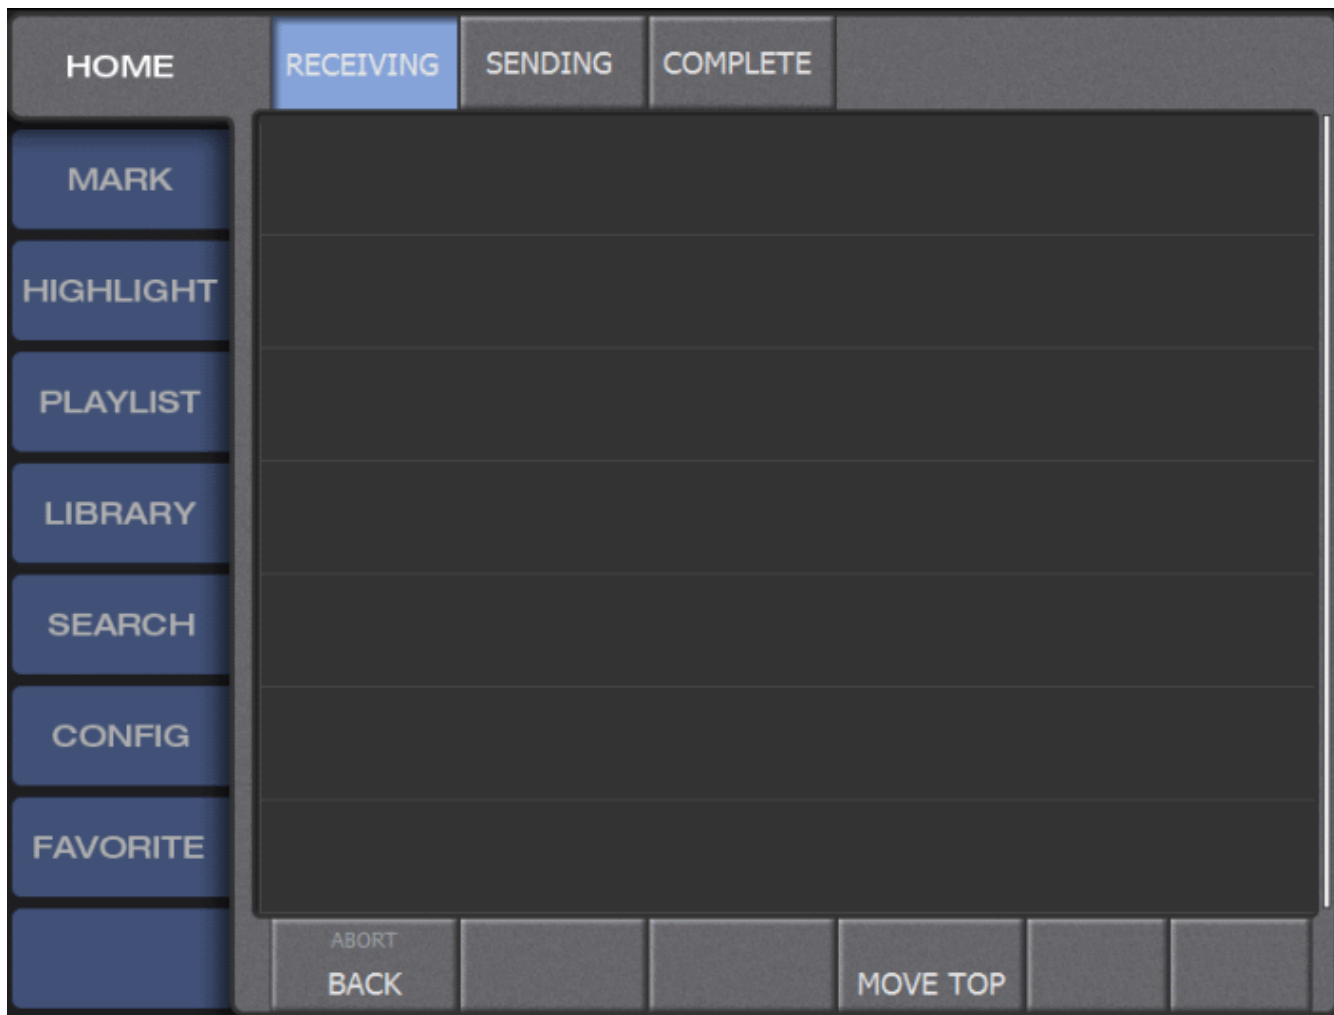 HOME
RECEIVING
SENDING
COMPLETE
MARK
HIGHLIGHT
PLAYLIST
LIBRARY
SEARCH
CONFIG
FAVORITE
ABORT
BACK
MOVE TOP